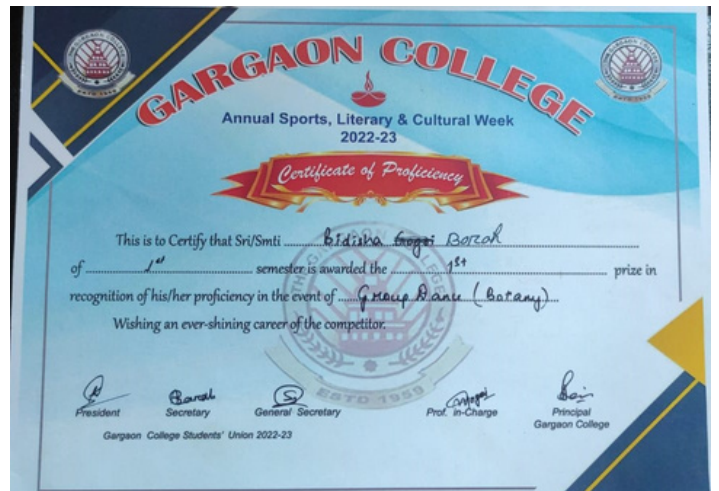 GARGAON COLLEGE
Annual Sports, Literary & Cultural Week
2022-23
Certificate of Proficiency
This is to Certify that Sri/Smti Bidisha Gogoi Borah
of 1st semester is awarded the 1st prize in
recognition of his/her proficiency in the event of Group Dance (Botany)
Wishing an ever-shining career of the competitor.
President Secretary General Secretary Prof. in-Charge Principal
Gargaon College Students' Union 2022-23 Gargaon College
ESTD 1959